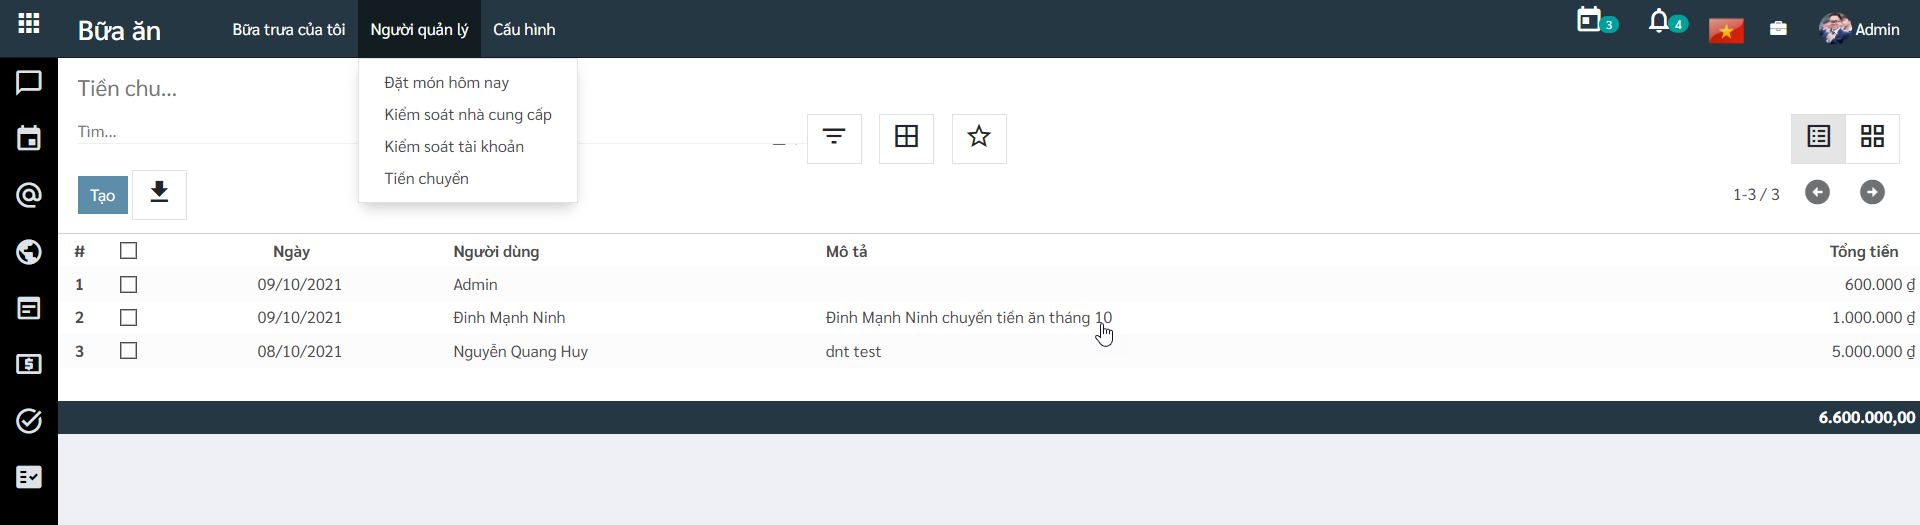 Bữa ăn
Bữa trưa của tôi Người quản lý Cấu hình
3 4 Admin
Đặt món hôm nay
Kiểm soát nhà cung cấp
Kiểm soát tài khoản
Tiền chuyển
Tiền chu...
Tìm...
Tạo
1-3 / 3
# Ngày Người dùng Mô tả Tổng tiền
1 09/10/2021 Admin 600.000 ₫
2 09/10/2021 Đinh Mạnh Ninh Đinh Mạnh Ninh chuyển tiền ăn tháng 10 1.000.000 ₫
3 08/10/2021 Nguyễn Quang Huy dnt test 5.000.000 ₫
6.600.000,00